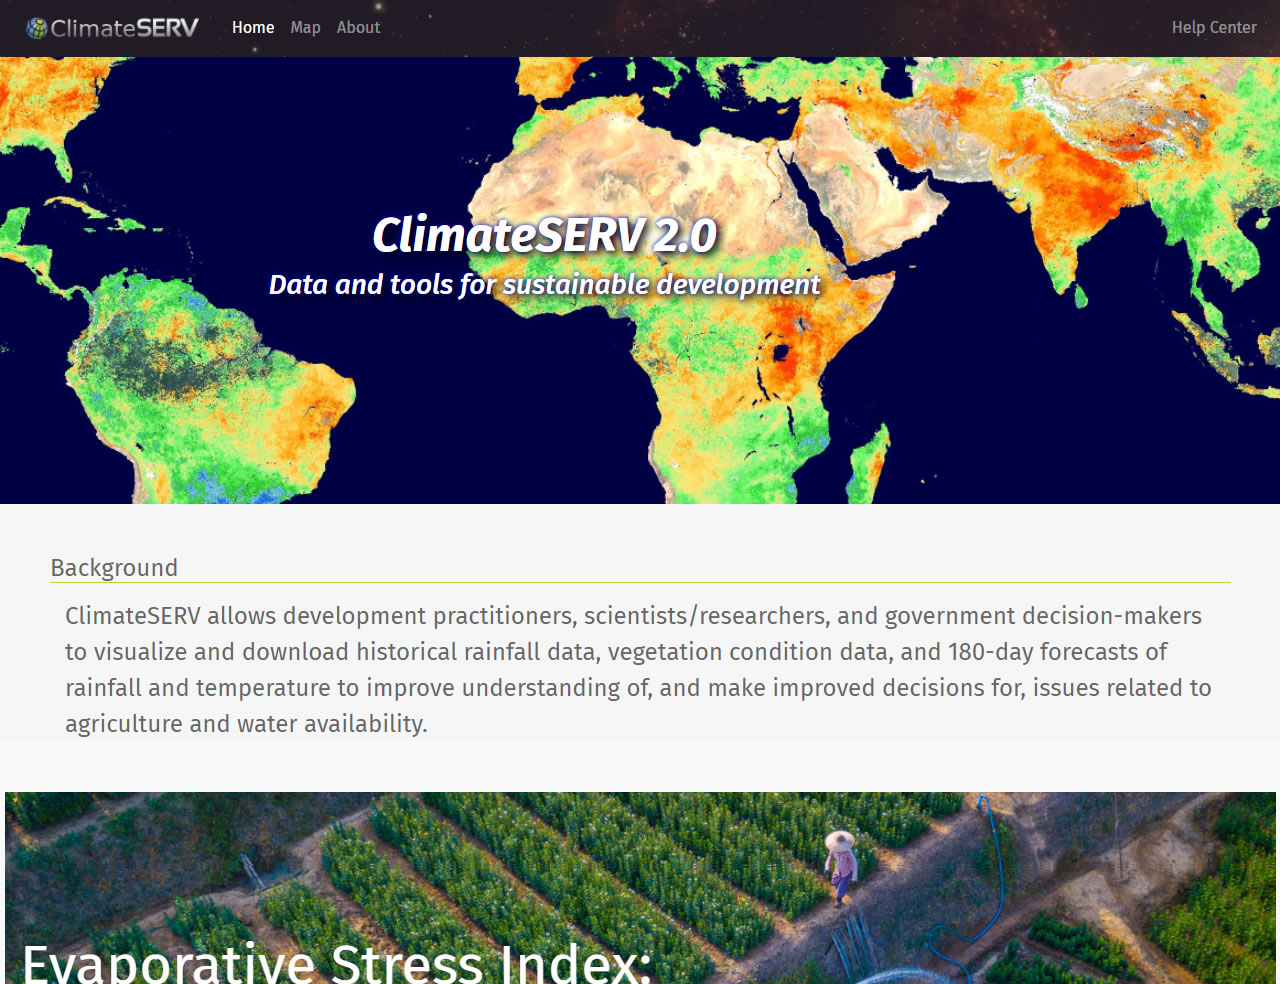 ClimateSERV Home Map About Help Center
ClimateSERV 2.0
Data and tools for sustainable development
Background
ClimateSERV allows development practitioners, scientists/researchers, and government decision-makers
to visualize and download historical rainfall data, vegetation condition data, and 180-day forecasts of
rainfall and temperature to improve understanding of, and make improved decisions for, issues related to
agriculture and water availability.
Evaporative Stress Index: